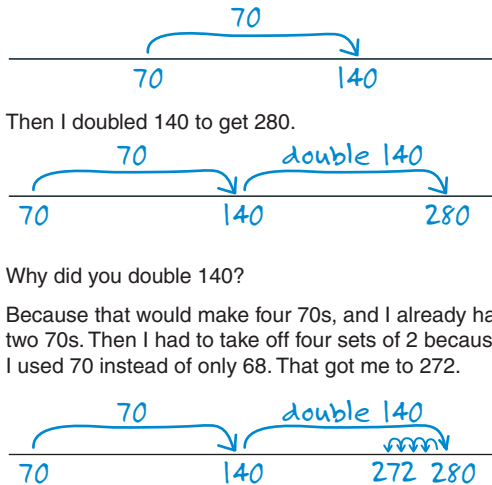 70
70 140
Then I doubled 140 to get 280.
70 double 140
70 140 280
Why did you double 140?
Because that would make four 70s, and I already ha
two 70s. Then I had to take off four sets of 2 becaus
I used 70 instead of only 68. That got me to 272.
70 double 140
70 140 272 280